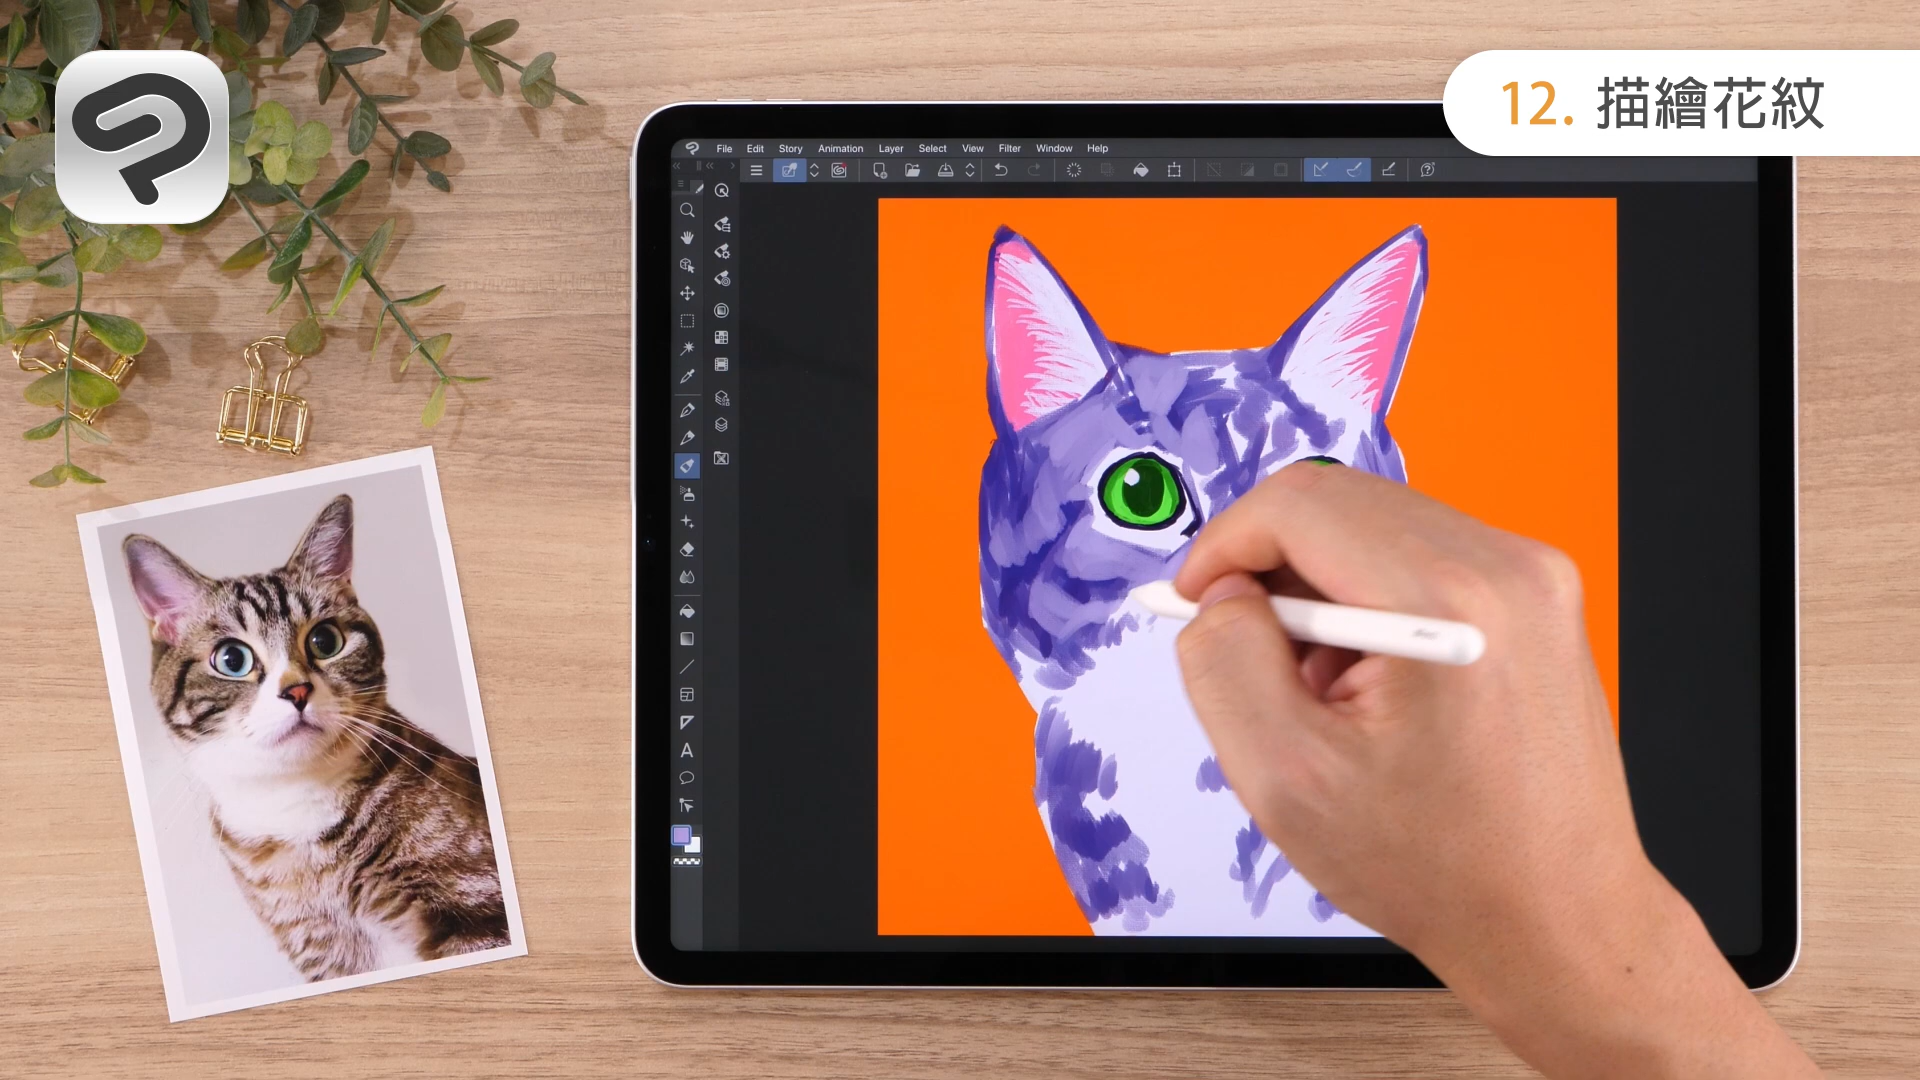 12. 描繪花紋
File Edit Story Animation Layer Select View Filter Window Help
A